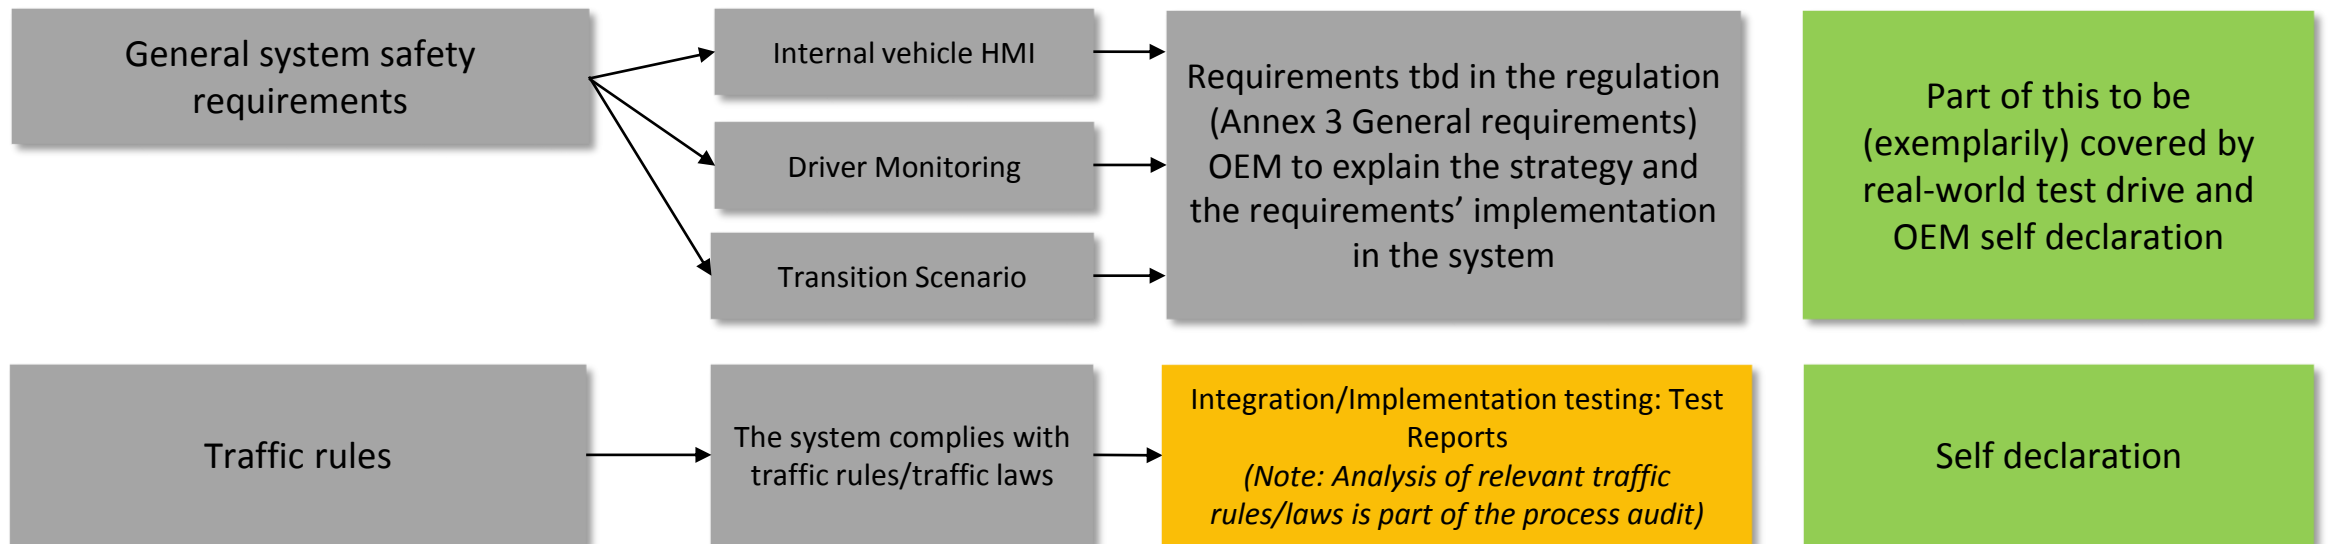 General system safety
requirements
Internal vehicle HMI
Driver Monitoring
Transition Scenario
Requirements tbd in the regulation
(Annex 3 General requirements)
OEM to explain the strategy and
the requirements’ implementation
in the system
Part of this to be
(exemplarily) covered by
real-world test drive and
OEM self declaration
Traffic rules
The system complies with
traffic rules/traffic laws
Integration/Implementation testing: Test
Reports
(Note: Analysis of relevant traffic
rules/laws is part of the process audit)
Self declaration